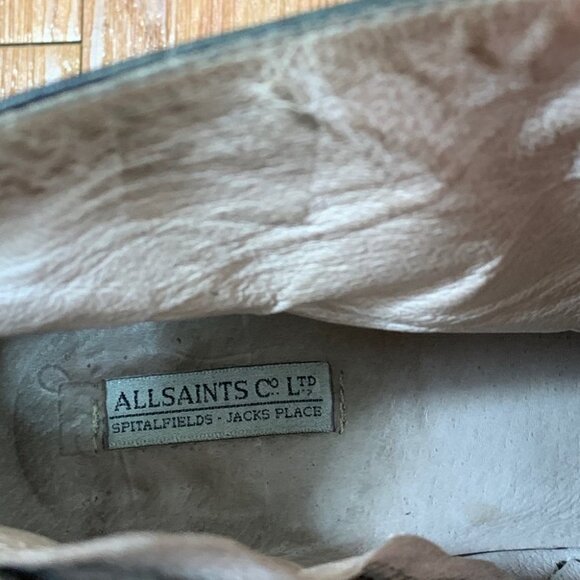 ALLSAINTS Cº. LTD
SPITALFIELDS - JACKS PLACE